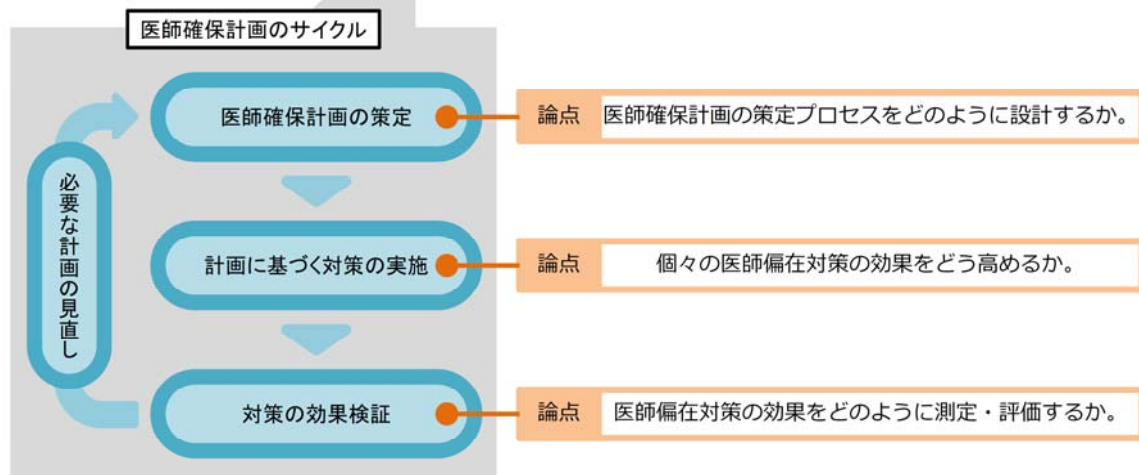 医師確保計画のサイクル
医師確保計画の策定
論点 医師確保計画の策定プロセスをどのように設計するか。
必要な計画の見直し
計画に基づく対策の実施
論点 個々の医師偏在対策の効果をどう高めるか。
対策の効果検証
論点 医師偏在対策の効果をどのように測定・評価するか。